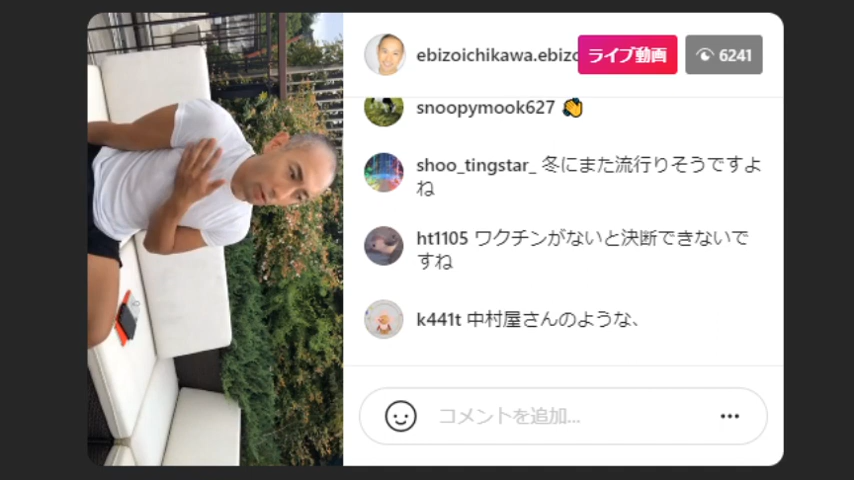 ebizoichikawa.ebizo
ライブ動画
6241
snoopymook627 👏
shoo_tingstar_ 冬にまた流行りそうですよ
ね
ht1105 ワクチンがないと決断できないで
すね
k441t 中村屋さんのような、
コメントを追加...